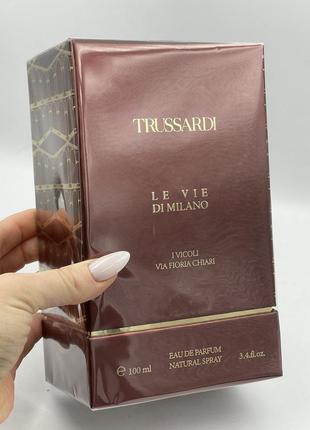 TRUSSARDI
LE VIE
DI MILANO
I VICOLI
VIA FIORIA CHIARI
EAU DE PARFUM
NATURAL SPRAY
e 100 ml
3.4.fl.oz.